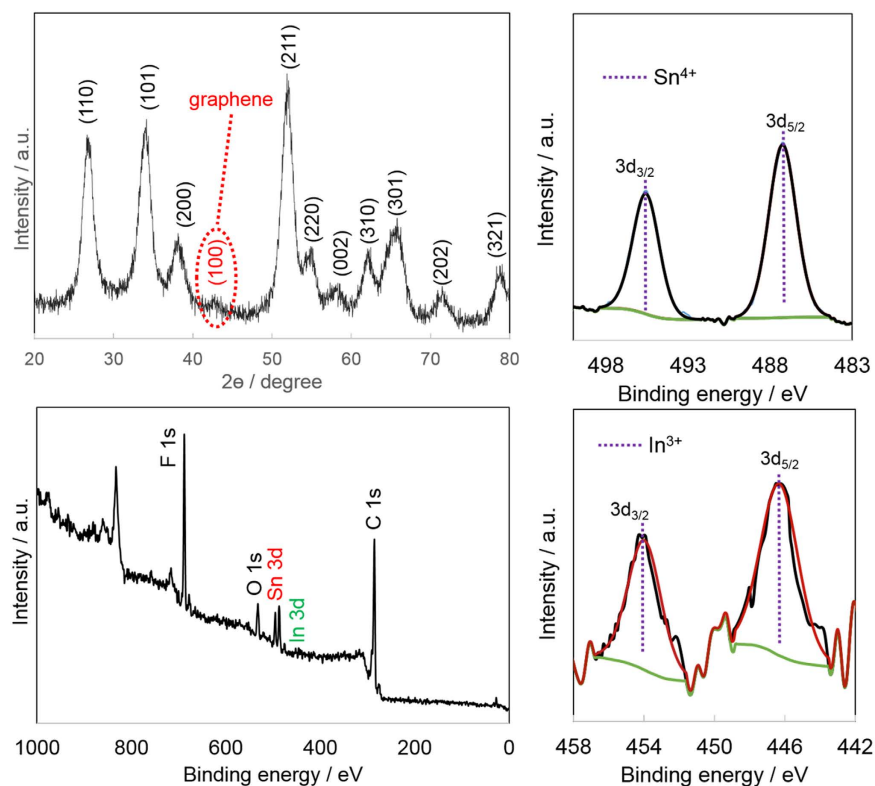 Intensity / a.u.
(110)
(101)
(200)
graphene
(100)
(211)
(220)
(002)
(310)
(301)
(202)
(321)
20 30 40 50 60 70 80
2ɵ / degree
Intensity / a.u.
Sn⁴⁺
3d₃/₂
3d₅/₂
498 493 488 483
Binding energy / eV
Intensity / a.u.
F 1s
O 1s
Sn 3d
In 3d
C 1s
1000 800 600 400 200 0
Binding energy / eV
Intensity / a.u.
In³⁺
3d₃/₂
3d₅/₂
458 454 450 446 442
Binding energy / eV